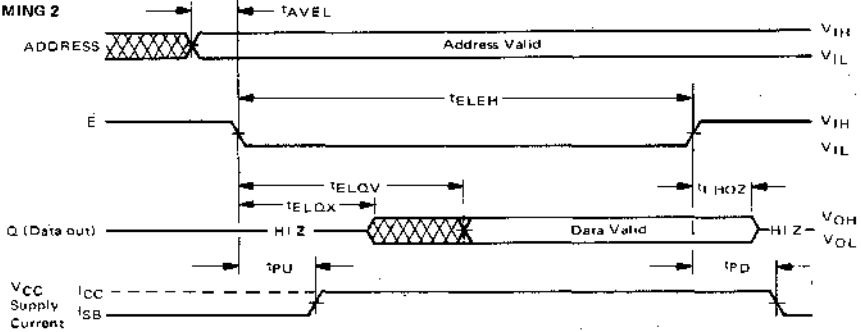 MING 2
tAVEL
ADDRESS
Address Valid
VIH
VIL
tELEH
E
VIH
VIL
tELQV
tELQX
tEHQZ
Q (Data out)
HI Z
Data Valid
HI Z
VOH
VOL
tPU
tPD
VCC
Supply
Current
ICC
ISB